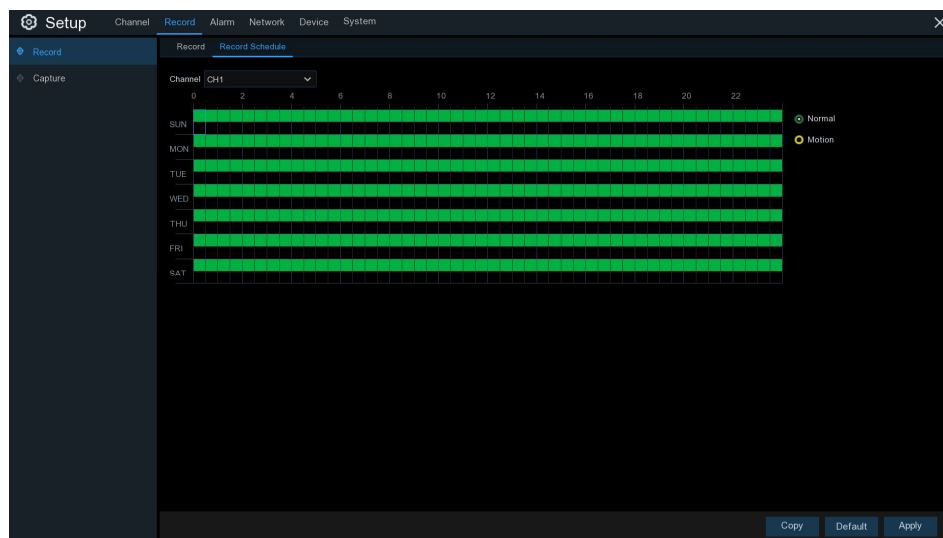 Setup Channel Record Alarm Network Device System
Record
Capture
Record Record Schedule
Channel CH1
0 2 4 6 8 10 12 14 16 18 20 22
SUN
MON
TUE
WED
THU
FRI
SAT
Normal
Motion
Copy Default Apply